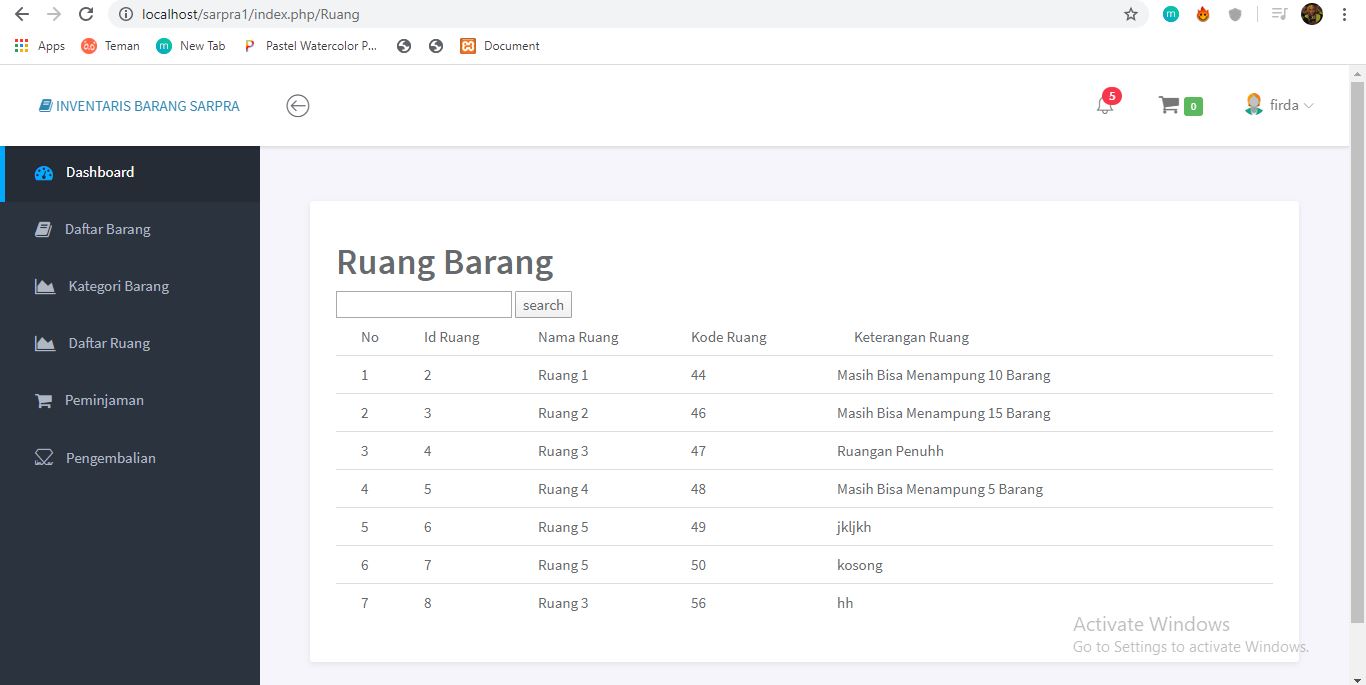 localhost/sarpra1/index.php/Ruang
Apps Teman New Tab Pastel Watercolor P... Document
INVENTARIS BARANG SARPRA 5 0 firda
Dashboard
Daftar Barang
Kategori Barang
Daftar Ruang
Peminjaman
Pengembalian
Ruang Barang
search
No Id Ruang Nama Ruang Kode Ruang Keterangan Ruang
1 2 Ruang 1 44 Masih Bisa Menampung 10 Barang
2 3 Ruang 2 46 Masih Bisa Menampung 15 Barang
3 4 Ruang 3 47 Ruangan Penuhh
4 5 Ruang 4 48 Masih Bisa Menampung 5 Barang
5 6 Ruang 5 49 jkljkh
6 7 Ruang 5 50 kosong
7 8 Ruang 3 56 hh
Activate Windows
Go to Settings to activate Windows.